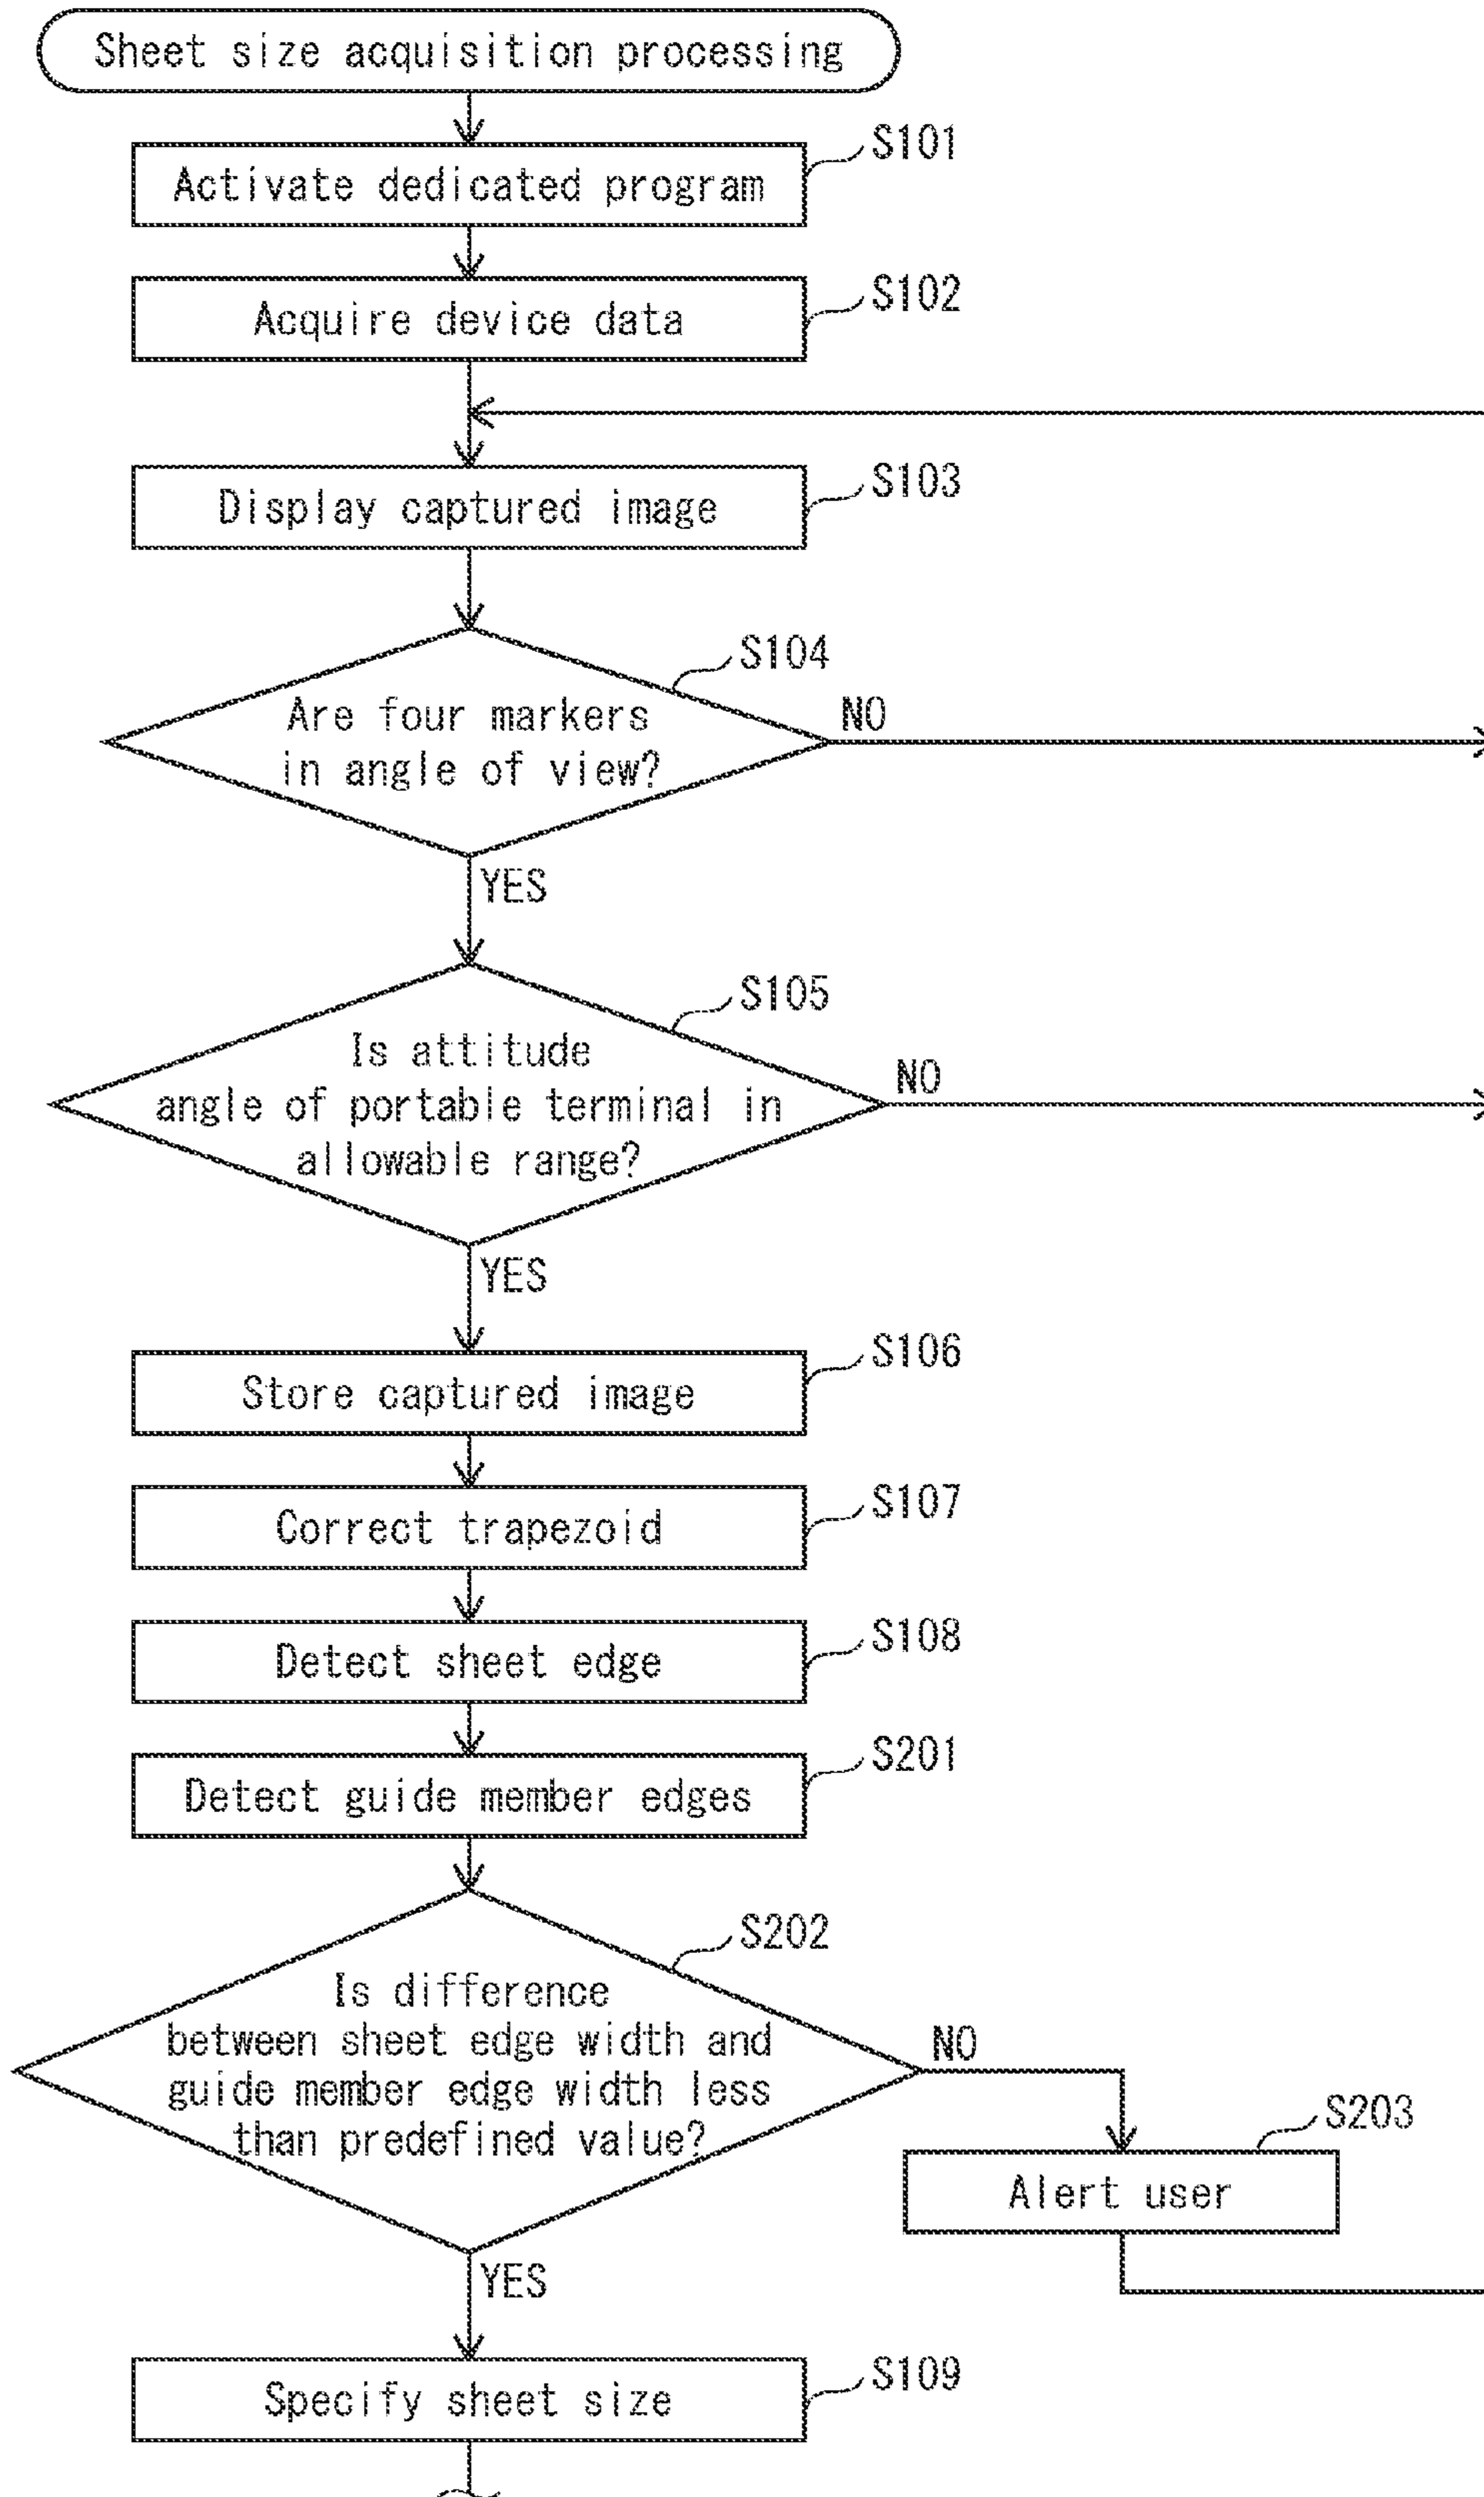 Sheet size acquisition processing
S101
Activate dedicated program
S102
Acquire device data
S103
Display captured image
S104
Are four markers
in angle of view?
NO
YES
S105
Is attitude
angle of portable terminal in
allowable range?
NO
YES
S106
Store captured image
S107
Correct trapezoid
S108
Detect sheet edge
S201
Detect guide member edges
S202
Is difference
between sheet edge width and
guide member edge width less
than predefined value?
NO
S203
Alert user
YES
S109
Specify sheet size